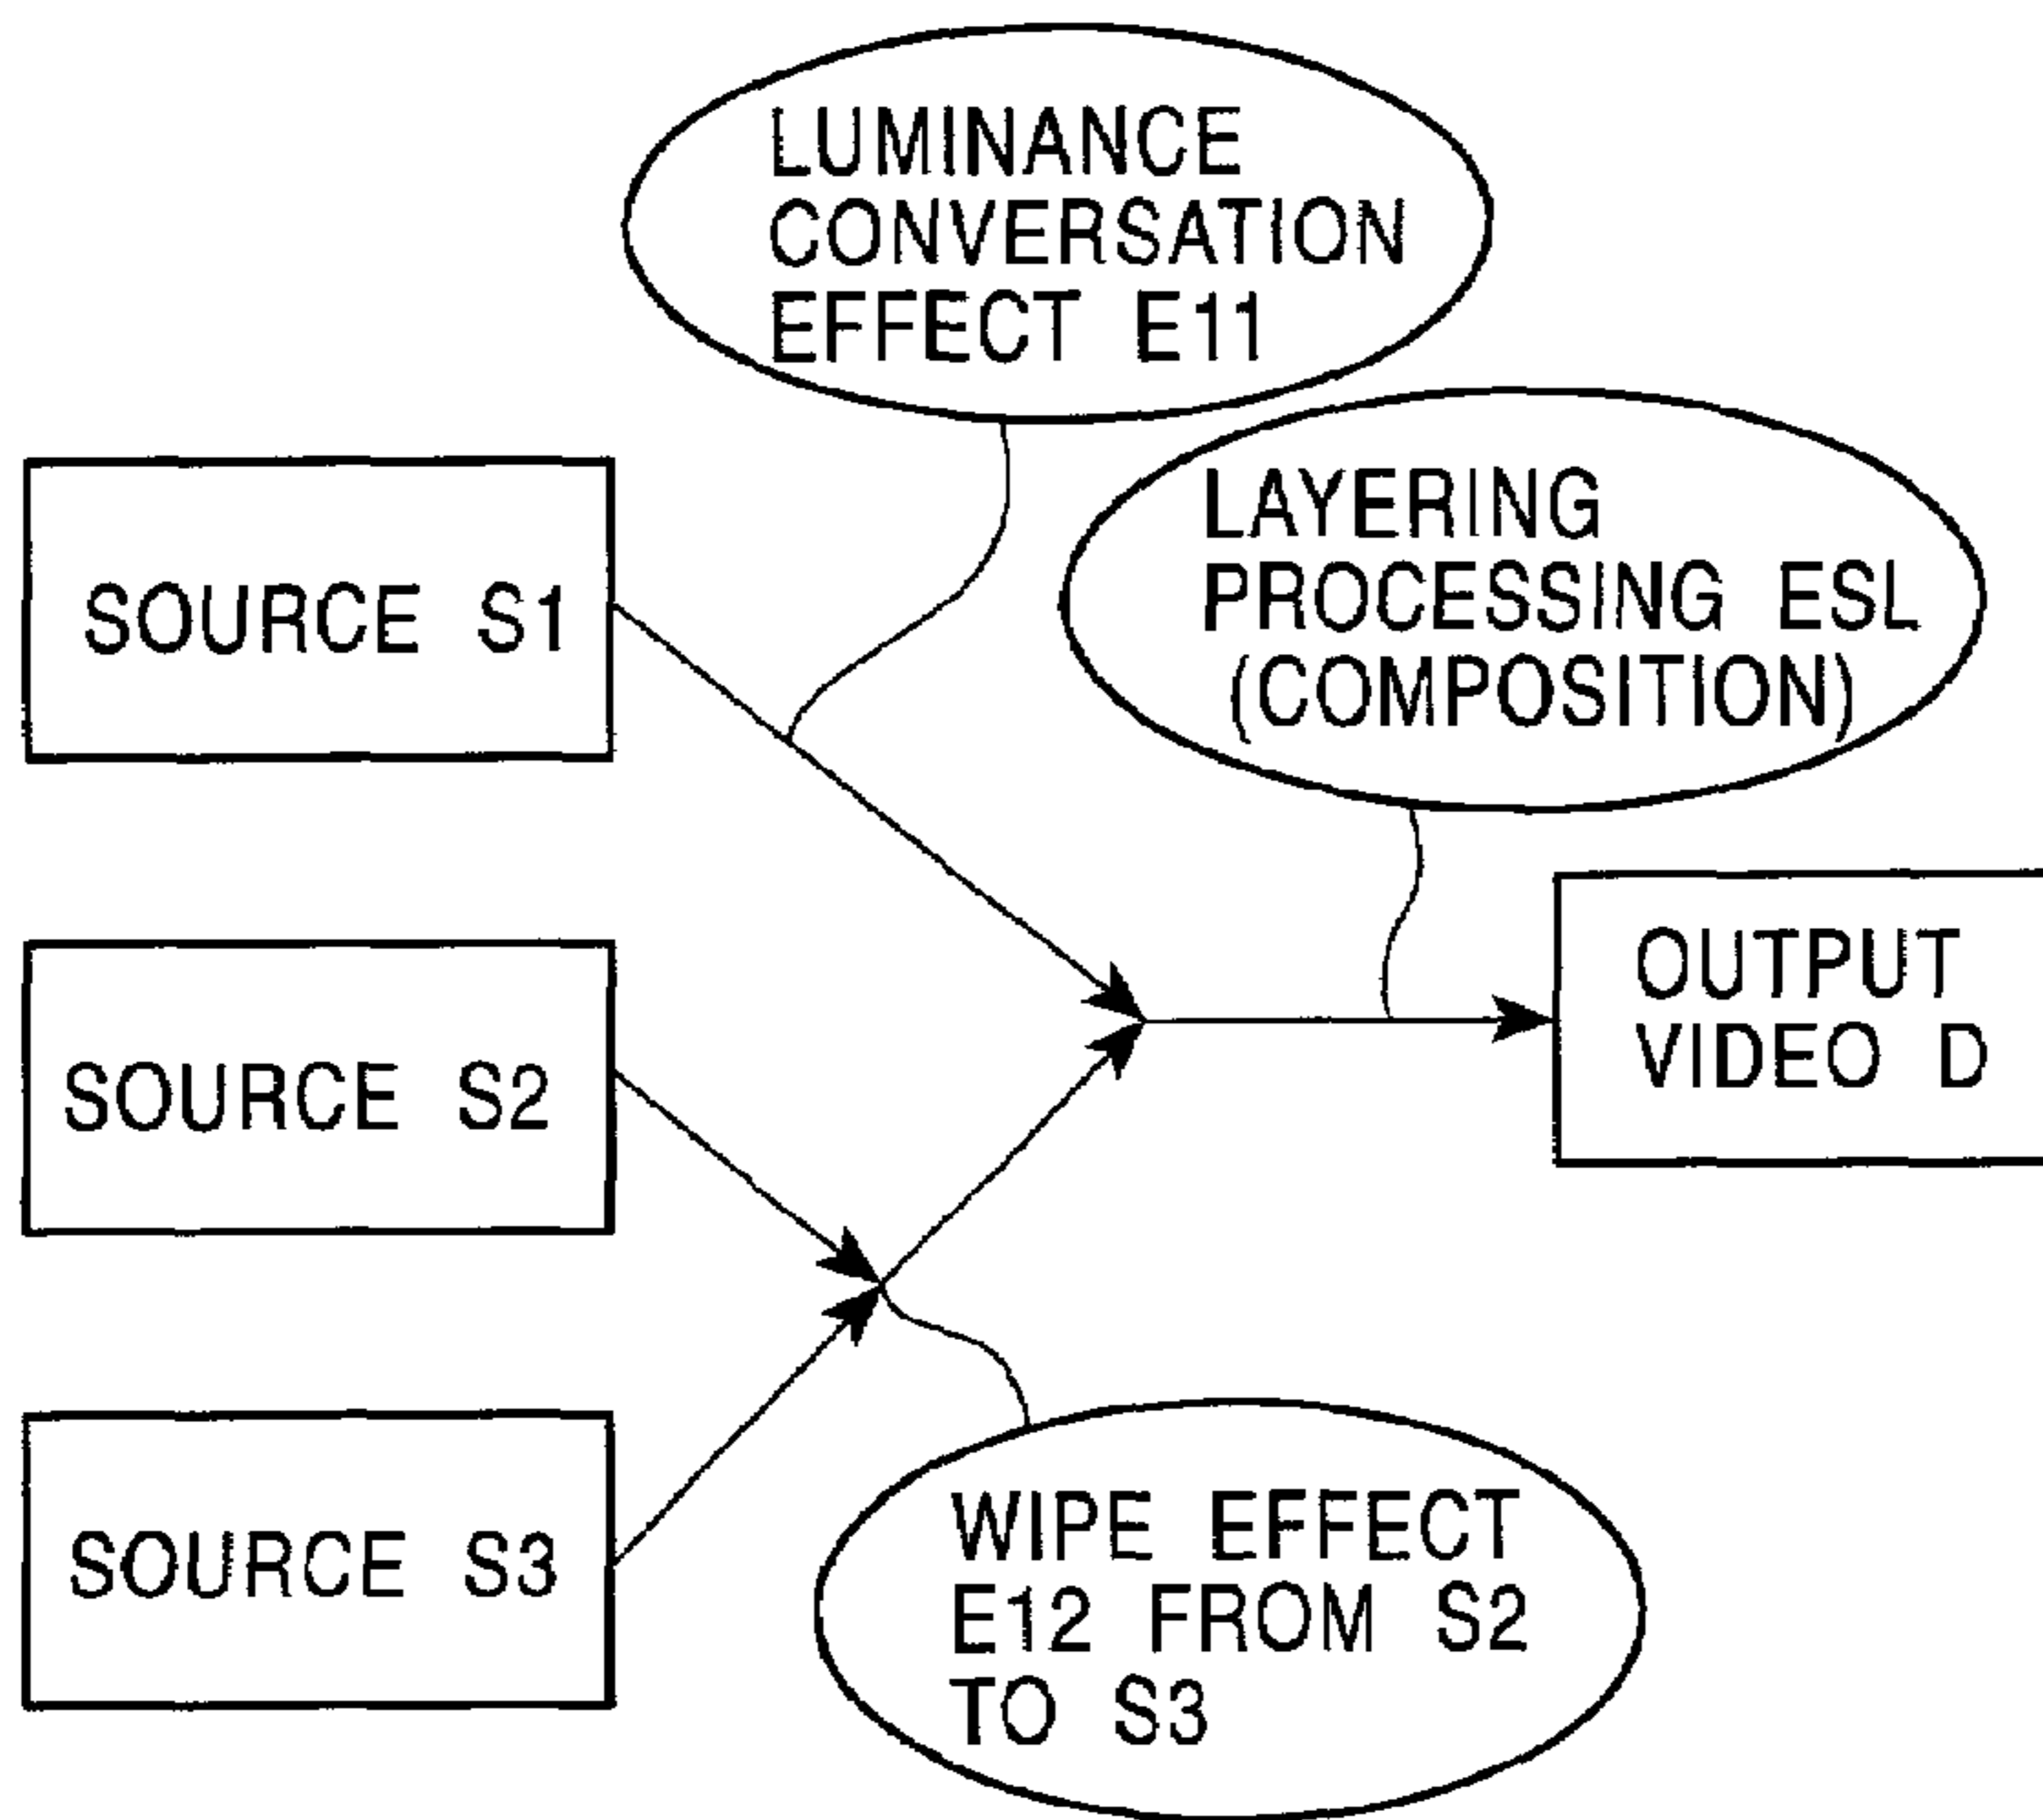 LUMINANCE
CONVERSATION
EFFECT E11
LAYERING
PROCESSING ESL
(COMPOSITION)
SOURCE S1
OUTPUT
VIDEO D
SOURCE S2
SOURCE S3
WIPE EFFECT
E12 FROM S2
TO S3